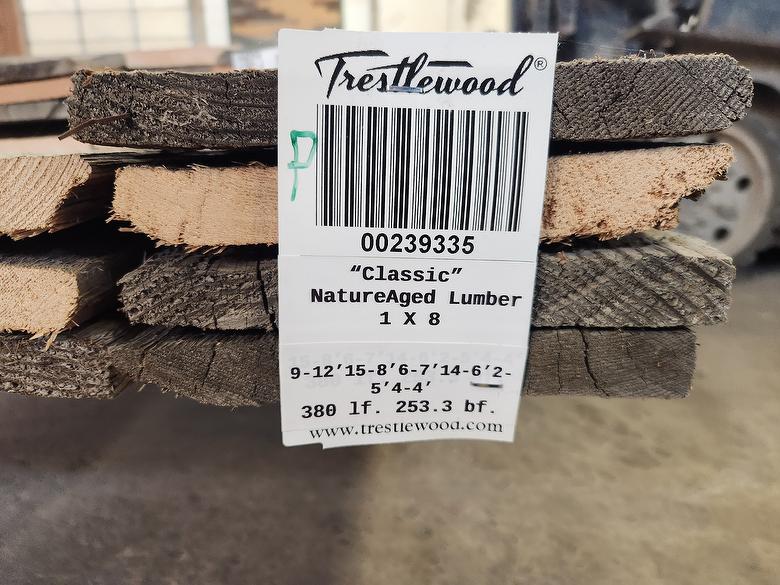 Trestlewood®
P
00239335
“Classic”
NatureAged Lumber
1 X 8
9-12′15-8′6-7′14-6′2-
5′4-4′
380 lf. 253.3 bf.
www.trestlewood.com